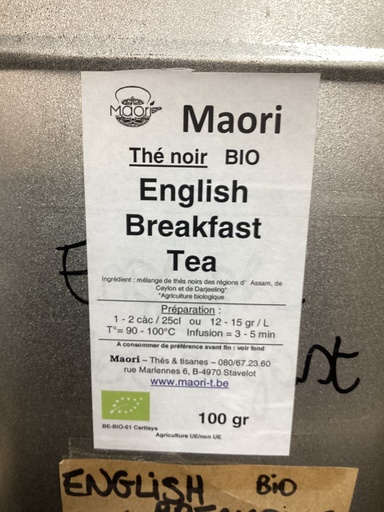 Maori
Maori
Thé noir BIO
English
Breakfast
Tea
Ingrédient : mélange de thés noirs des régions d' Assam, de
Ceylon et de Darjeeling*
*Agriculture biologique
Préparation :
1 - 2 càc / 25cl ou 12 - 15 gr / L
T°= 90 - 100°C Infusion = 3 - 5 min
A consommer de préférence avant fin : voir fond
Maori – Thés & tisanes – 080/67.23.60
rue Marlennes 6, B-4970 Stavelot
www.maori-t.be
100 gr
BE-BIO-01 Certisys
Agriculture UE/non UE
ENGLISH BiO